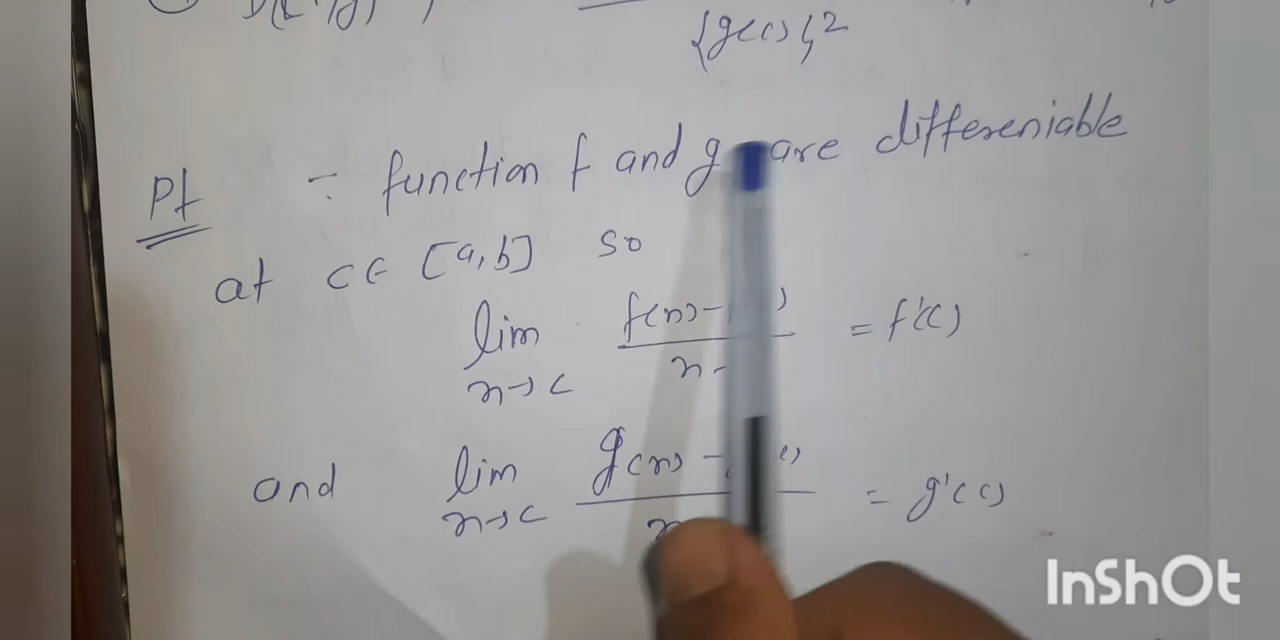 {g(c)}²
Pf :- function f and g are differeniable
at c∈ [a,b] so
lim f(x)- ) = f'(c)
x→c x-
and lim g(x)- c) = g'(c)
x→c x
InShOt